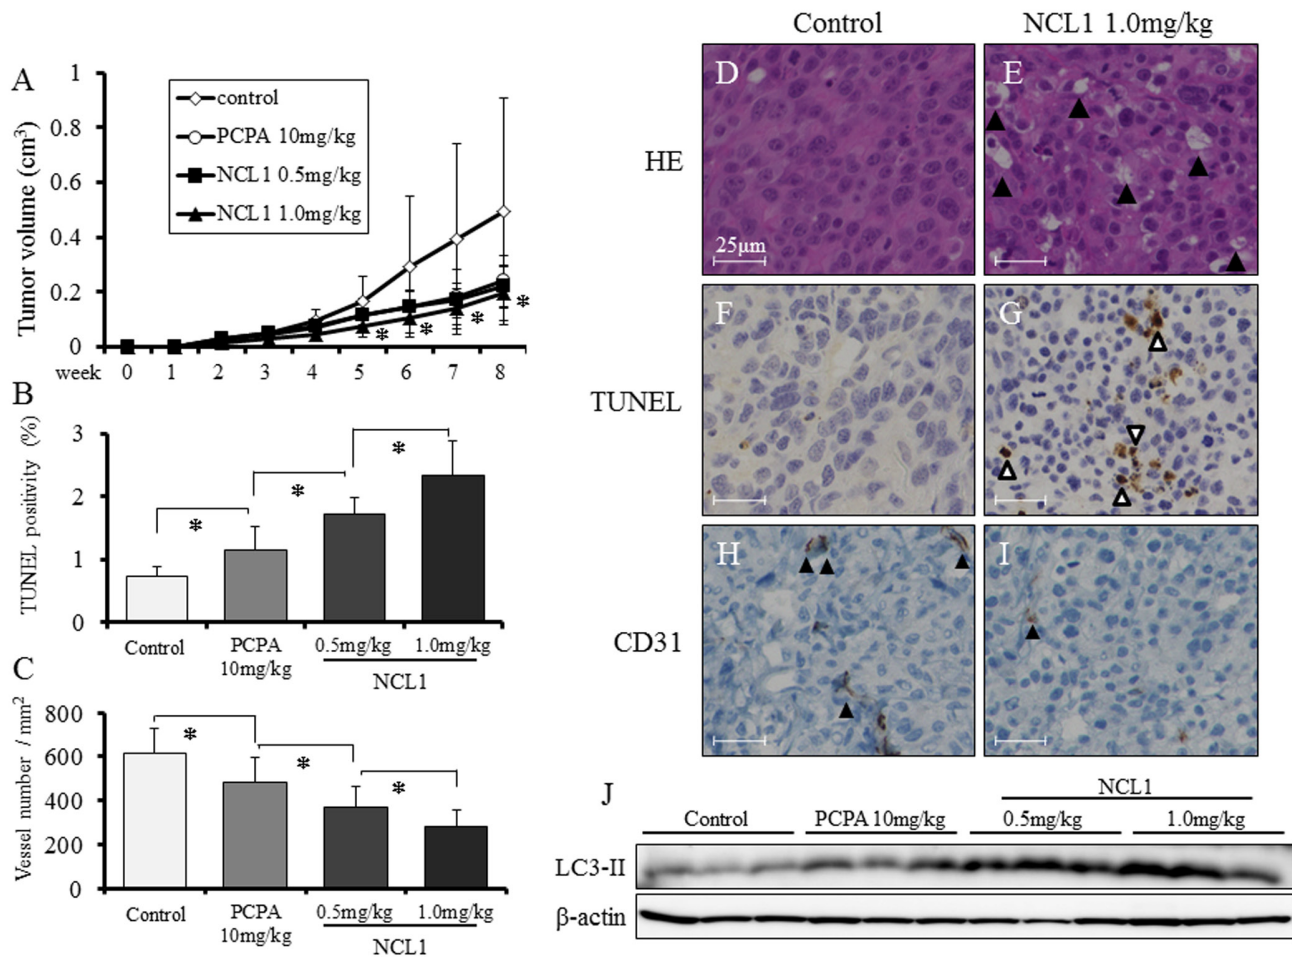 A
Tumor volume (cm³)
1
0.8
0.6
0.4
0.2
0
control
PCPA 10mg/kg
NCL1 0.5mg/kg
NCL1 1.0mg/kg
* * * *
week 0 1 2 3 4 5 6 7 8
B
TUNEL positivity (%)
3
2
1
0
* * *
Control PCPA 10mg/kg 0.5mg/kg 1.0mg/kg
NCL1
C
Vessel number / mm²
800
600
400
200
0
* * *
Control PCPA 10mg/kg 0.5mg/kg 1.0mg/kg
NCL1
Control NCL1 1.0mg/kg
HE
D
25μm
E
TUNEL
F
G
CD31
H
I
J
NCL1
Control PCPA 10mg/kg 0.5mg/kg 1.0mg/kg
LC3-II
β-actin